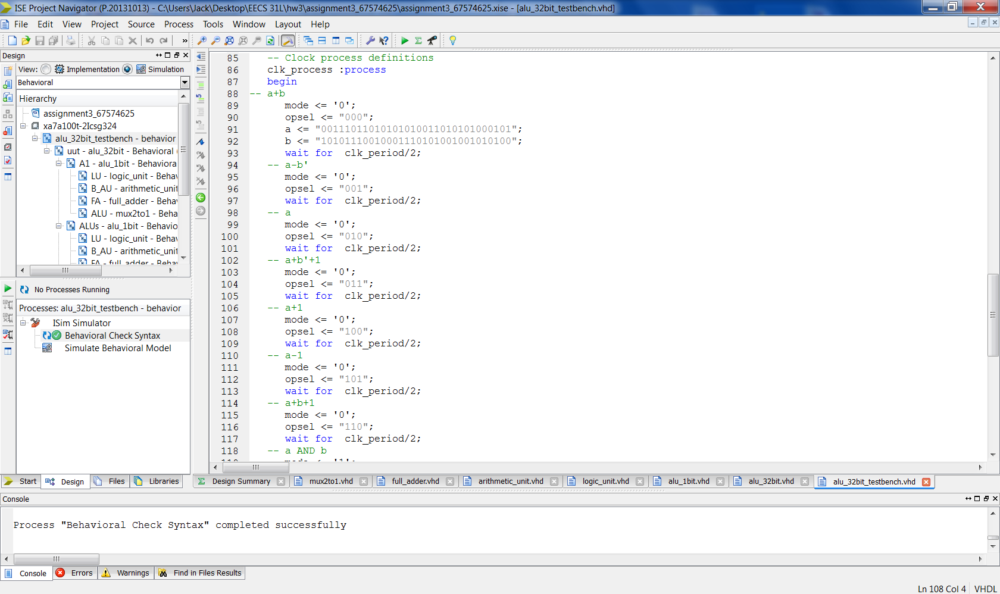 ISE Project Navigator (P.20131013) - C:\Users\Jack\Desktop\EECS 31L\hw3\assignment3_67574625\assignment3_67574625.xise - [alu_32bit_testbench.vhd]
File Edit View Project Source Process Tools Window Layout Help
»
Design
View: Implementation Simulation
Behavioral
Hierarchy
assignment3_67574625
xa7a100t-2Icsg324
alu_32bit_testbench - behavior
uut - alu_32bit - Behavioral
A1 - alu_1bit - Behaviora
LU - logic_unit - Beha
B_AU - arithmetic_unit
FA - full_adder - Beha
ALU - mux2to1 - Beha
ALUs - alu_1bit - Behavio
LU - logic_unit - Beha
B_AU - arithmetic_unit
FA - full_adder - Beha
No Processes Running
Processes: alu_32bit_testbench - behavior
ISim Simulator
Behavioral Check Syntax
Simulate Behavioral Model
Start Design Files Libraries
85 -- Clock process definitions
86 clk_process :process
87 begin
88 -- a+b
89 mode <= '0';
90 opsel <= "000";
91 a <= "00111011010101010011010101000101";
92 b <= "10101110010001110101001001010100";
93 wait for clk_period/2;
94 -- a-b'
95 mode <= '0';
96 opsel <= "001";
97 wait for clk_period/2;
98 -- a
99 mode <= '0';
100 opsel <= "010";
101 wait for clk_period/2;
102 -- a+b'+1
103 mode <= '0';
104 opsel <= "011";
105 wait for clk_period/2;
106 -- a+1
107 mode <= '0';
108 opsel <= "100";
109 wait for clk_period/2;
110 -- a-1
111 mode <= '0';
112 opsel <= "101";
113 wait for clk_period/2;
114 -- a+b+1
115 mode <= '0';
116 opsel <= "110";
117 wait for clk_period/2;
118 -- a AND b
119 mode <= '1';
Design Summary mux2to1.vhd full_adder.vhd arithmetic_unit.vhd logic_unit.vhd alu_1bit.vhd alu_32bit.vhd alu_32bit_testbench.vhd
Console
Process "Behavioral Check Syntax" completed successfully
Console Errors Warnings Find in Files Results
Ln 108 Col 4 VHDL